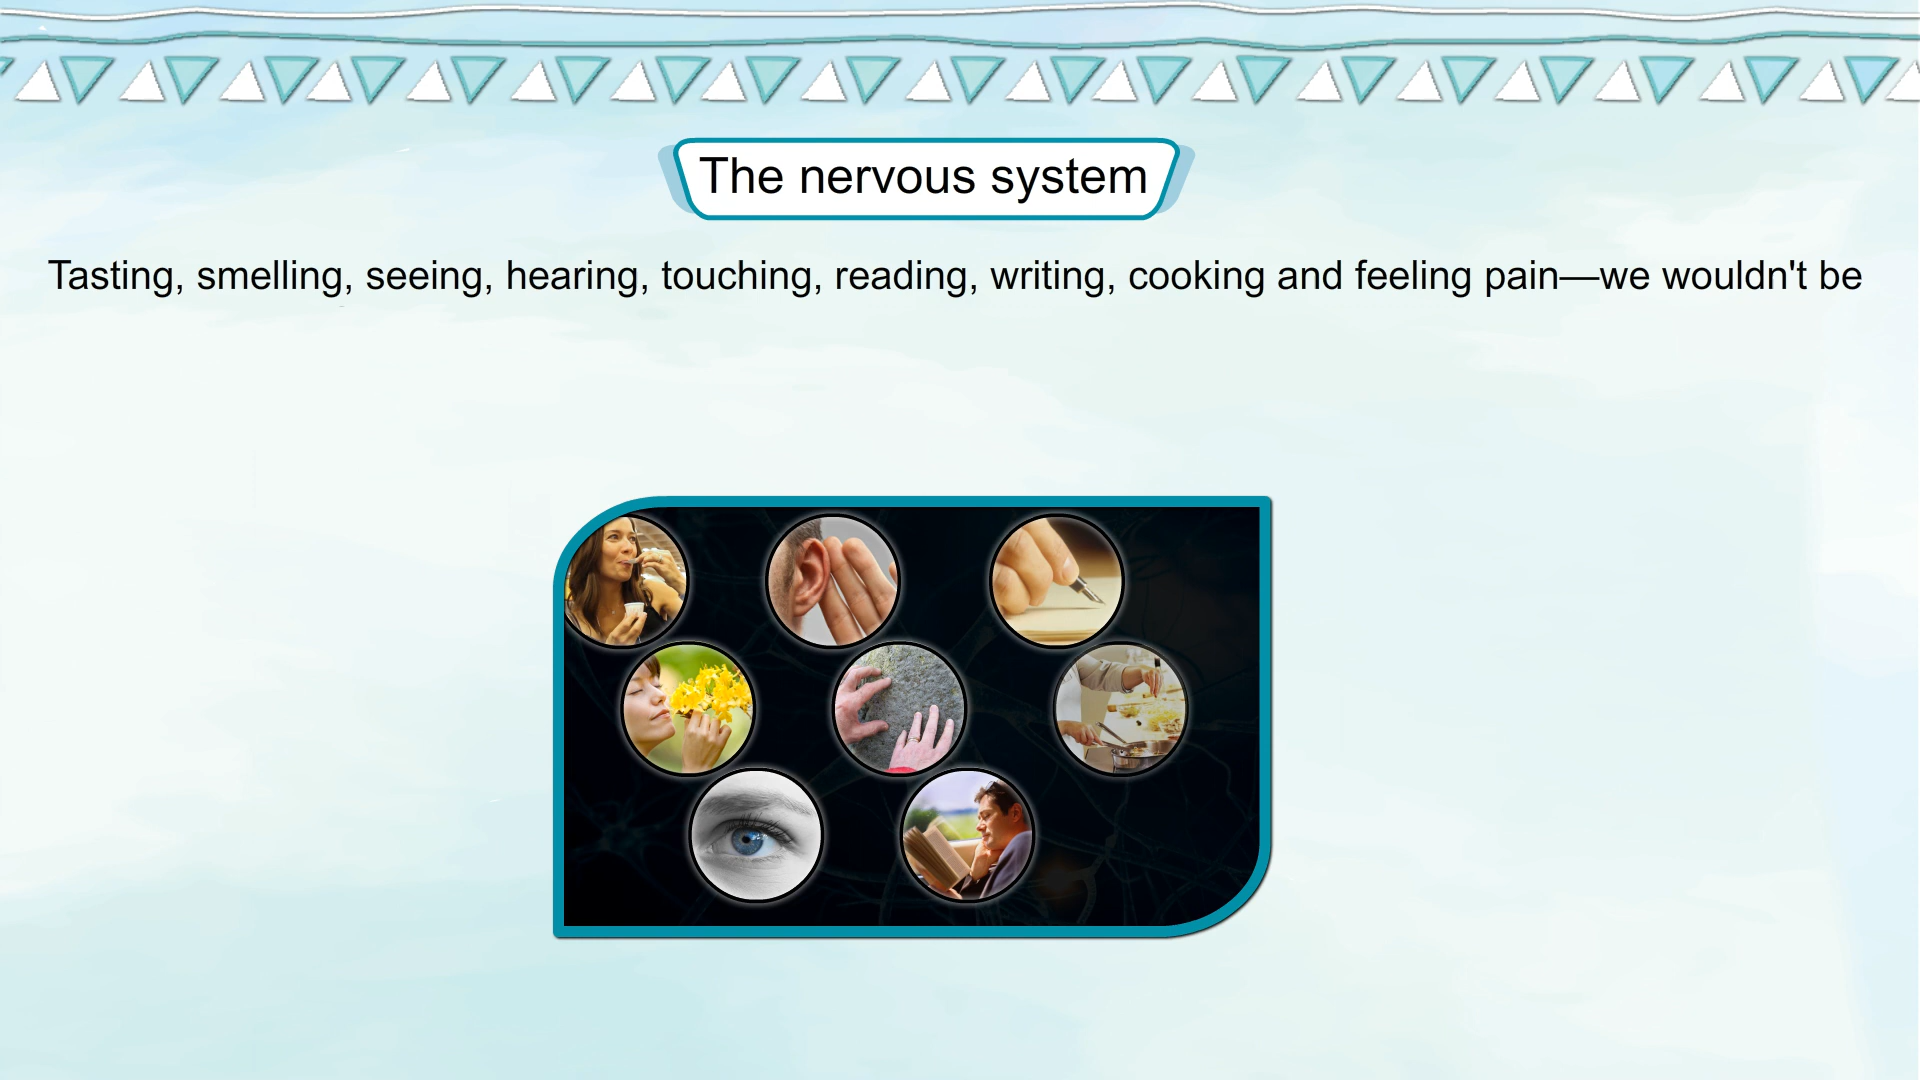 The nervous system
Tasting, smelling, seeing, hearing, touching, reading, writing, cooking and feeling pain—we wouldn't be